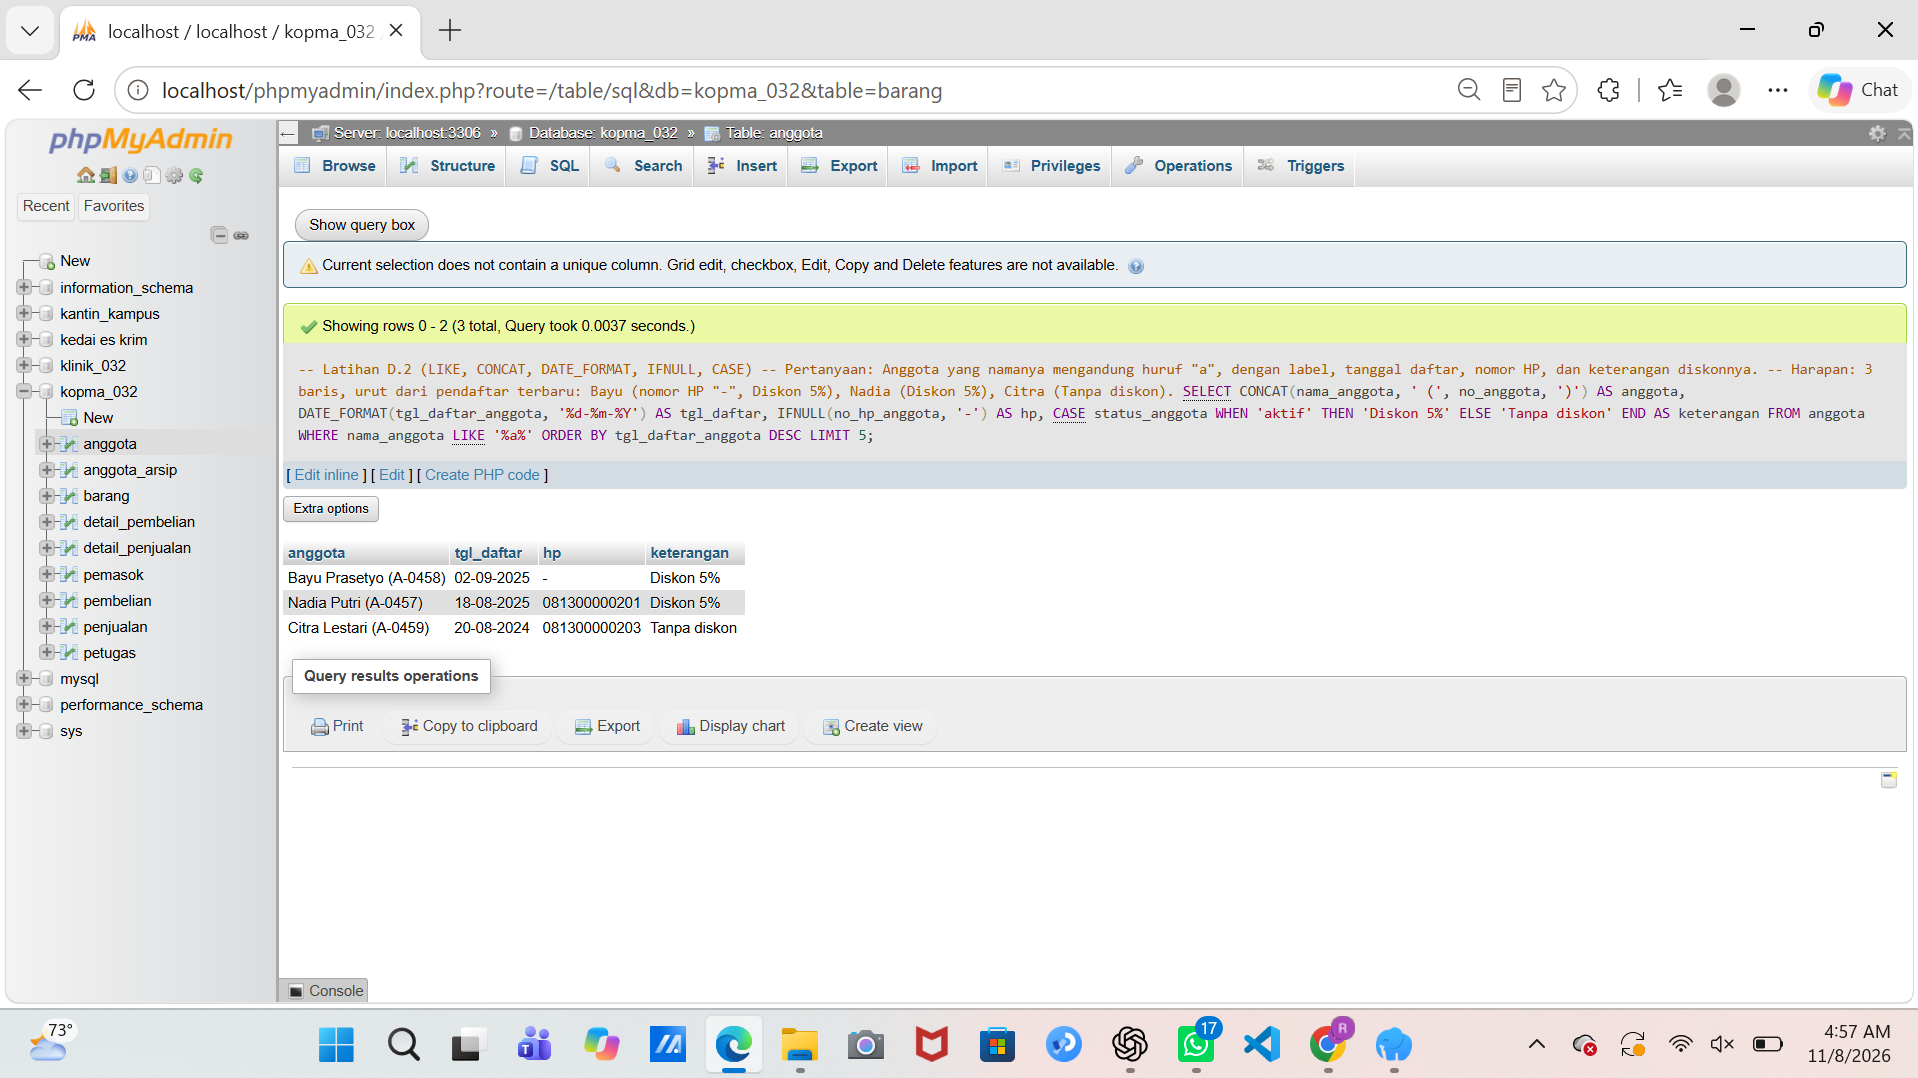 localhost / localhost / kopma_032
localhost/phpmyadmin/index.php?route=/table/sql&db=kopma_032&table=barang
Chat
phpMyAdmin
Recent
Favorites
New
information_schema
kantin_kampus
kedai es krim
klinik_032
kopma_032
New
anggota
anggota_arsip
barang
detail_pembelian
detail_penjualan
pemasok
pembelian
penjualan
petugas
mysql
performance_schema
sys
Server: localhost:3306 » Database: kopma_032 » Table: anggota
Browse Structure SQL Search Insert Export Import Privileges Operations Triggers
Show query box
Current selection does not contain a unique column. Grid edit, checkbox, Edit, Copy and Delete features are not available.
Showing rows 0 - 2 (3 total, Query took 0.0037 seconds.)
-- Latihan D.2 (LIKE, CONCAT, DATE_FORMAT, IFNULL, CASE) -- Pertanyaan: Anggota yang namanya mengandung huruf "a", dengan label, tanggal daftar, nomor HP, dan keterangan diskonnya. -- Harapan: 3
baris, urut dari pendaftar terbaru: Bayu (nomor HP "-", Diskon 5%), Nadia (Diskon 5%), Citra (Tanpa diskon). SELECT CONCAT(nama_anggota, ' (', no_anggota, ')') AS anggota,
DATE_FORMAT(tgl_daftar_anggota, '%d-%m-%Y') AS tgl_daftar, IFNULL(no_hp_anggota, '-') AS hp, CASE status_anggota WHEN 'aktif' THEN 'Diskon 5%' ELSE 'Tanpa diskon' END AS keterangan FROM anggota
WHERE nama_anggota LIKE '%a%' ORDER BY tgl_daftar_anggota DESC LIMIT 5;
[ Edit inline ] [ Edit ] [ Create PHP code ]
Extra options
anggota tgl_daftar hp keterangan
Bayu Prasetyo (A-0458) 02-09-2025 - Diskon 5%
Nadia Putri (A-0457) 18-08-2025 081300000201 Diskon 5%
Citra Lestari (A-0459) 20-08-2024 081300000203 Tanpa diskon
Query results operations
Print Copy to clipboard Export Display chart Create view
Console
73°
17
R
4:57 AM
11/8/2026